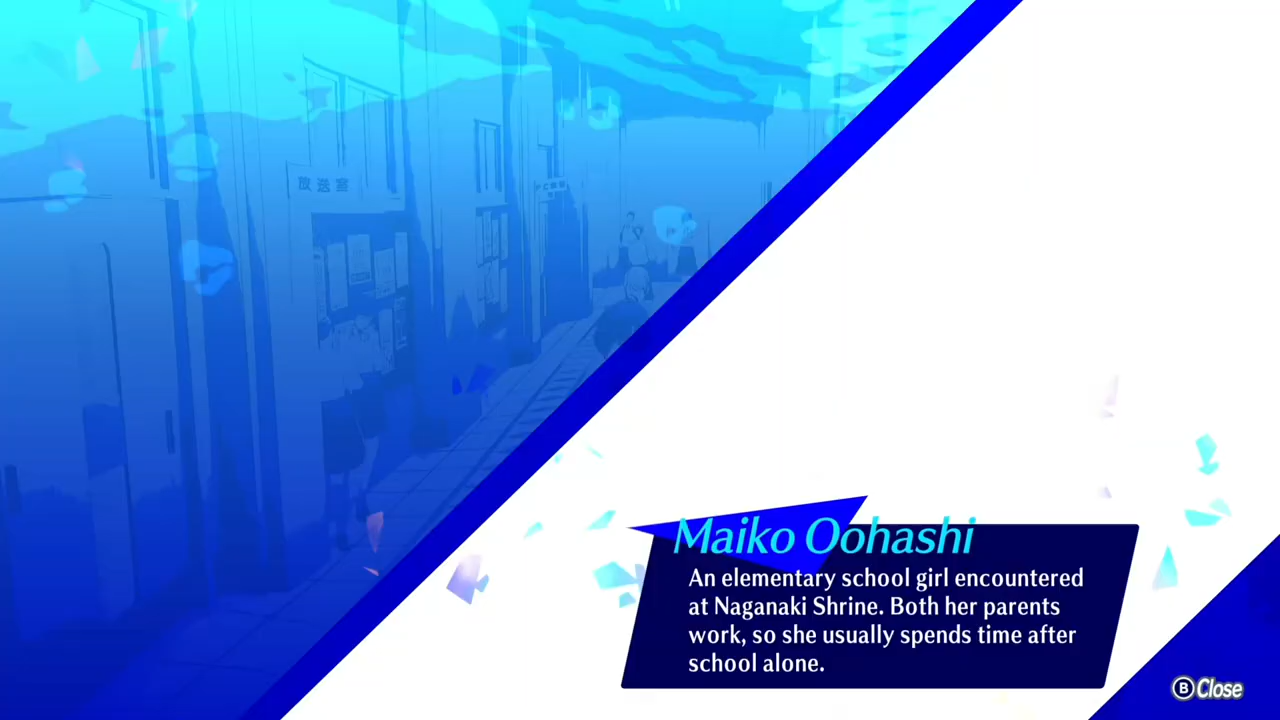 放送室
Maiko Oohashi
An elementary school girl encountered
at Naganaki Shrine. Both her parents
work, so she usually spends time after
school alone.
B Close